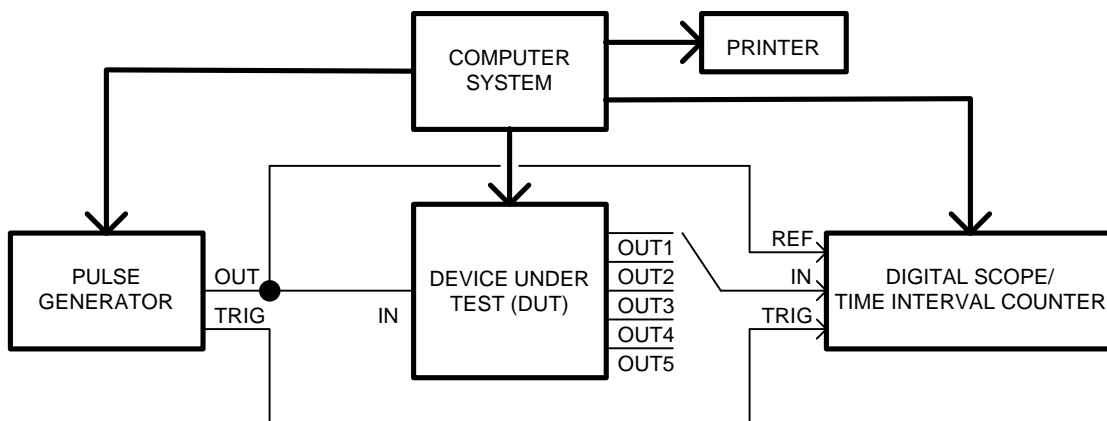 COMPUTER
SYSTEM
PRINTER
PULSE
GENERATOR
OUT
TRIG
IN
DEVICE UNDER
TEST (DUT)
OUT1
OUT2
OUT3
OUT4
OUT5
REF
IN
TRIG
DIGITAL SCOPE/
TIME INTERVAL COUNTER